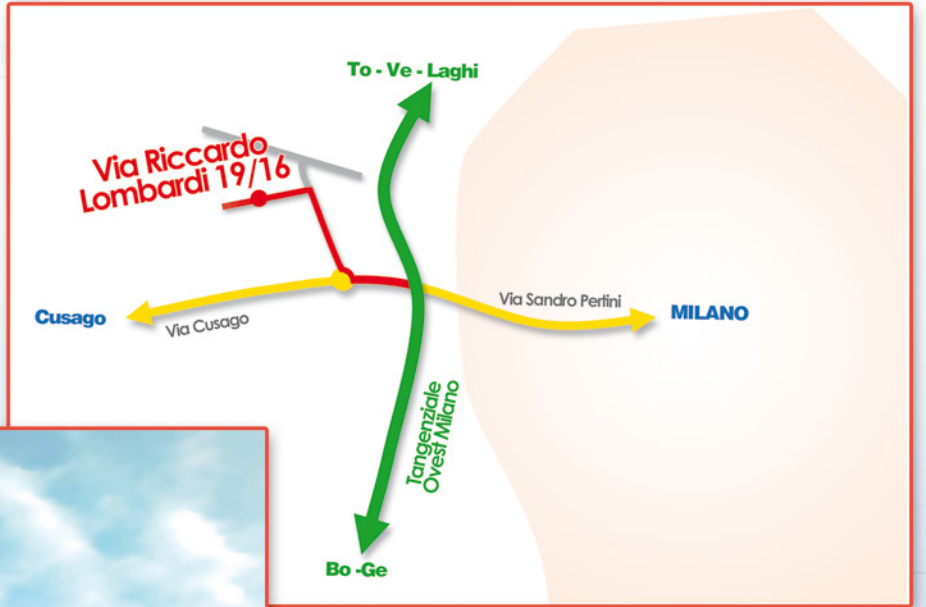 To - Ve - Laghi
Via Riccardo
Lombardi 19/16
Cusago
Via Cusago
Via Sandro Pertini
MILANO
Tangenziale
Ovest Milano
Bo -Ge